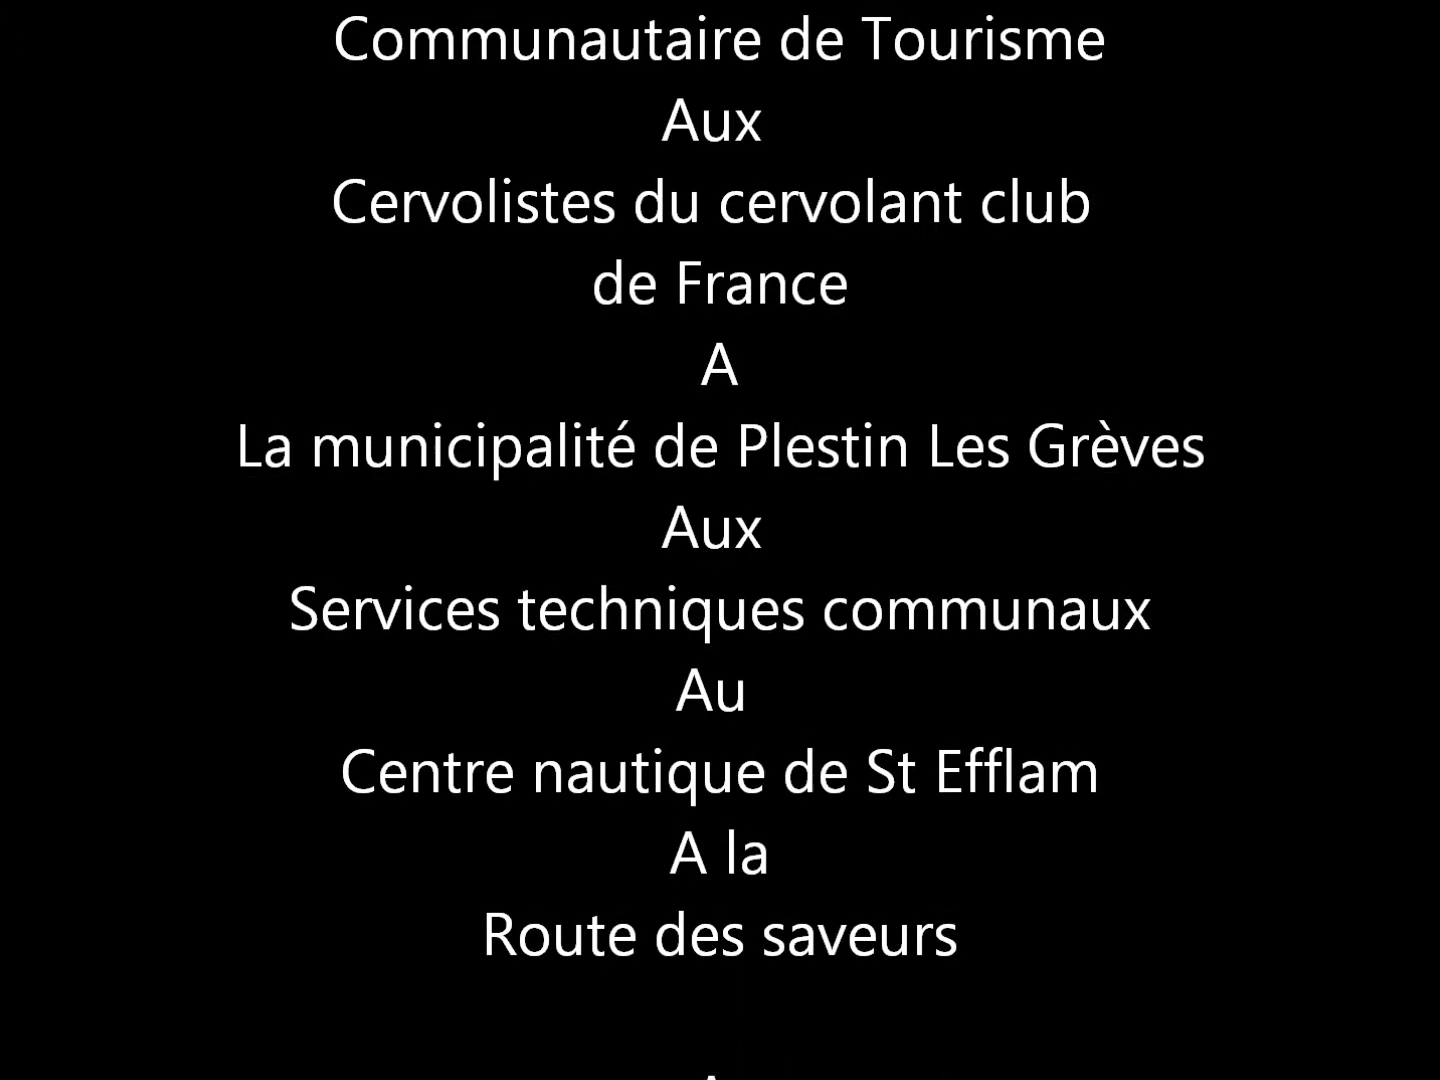 Communautaire de Tourisme
Aux
Cervolistes du cervolant club
de France
A
La municipalité de Plestin Les Grèves
Aux
Services techniques communaux
Au
Centre nautique de St Efflam
A la
Route des saveurs